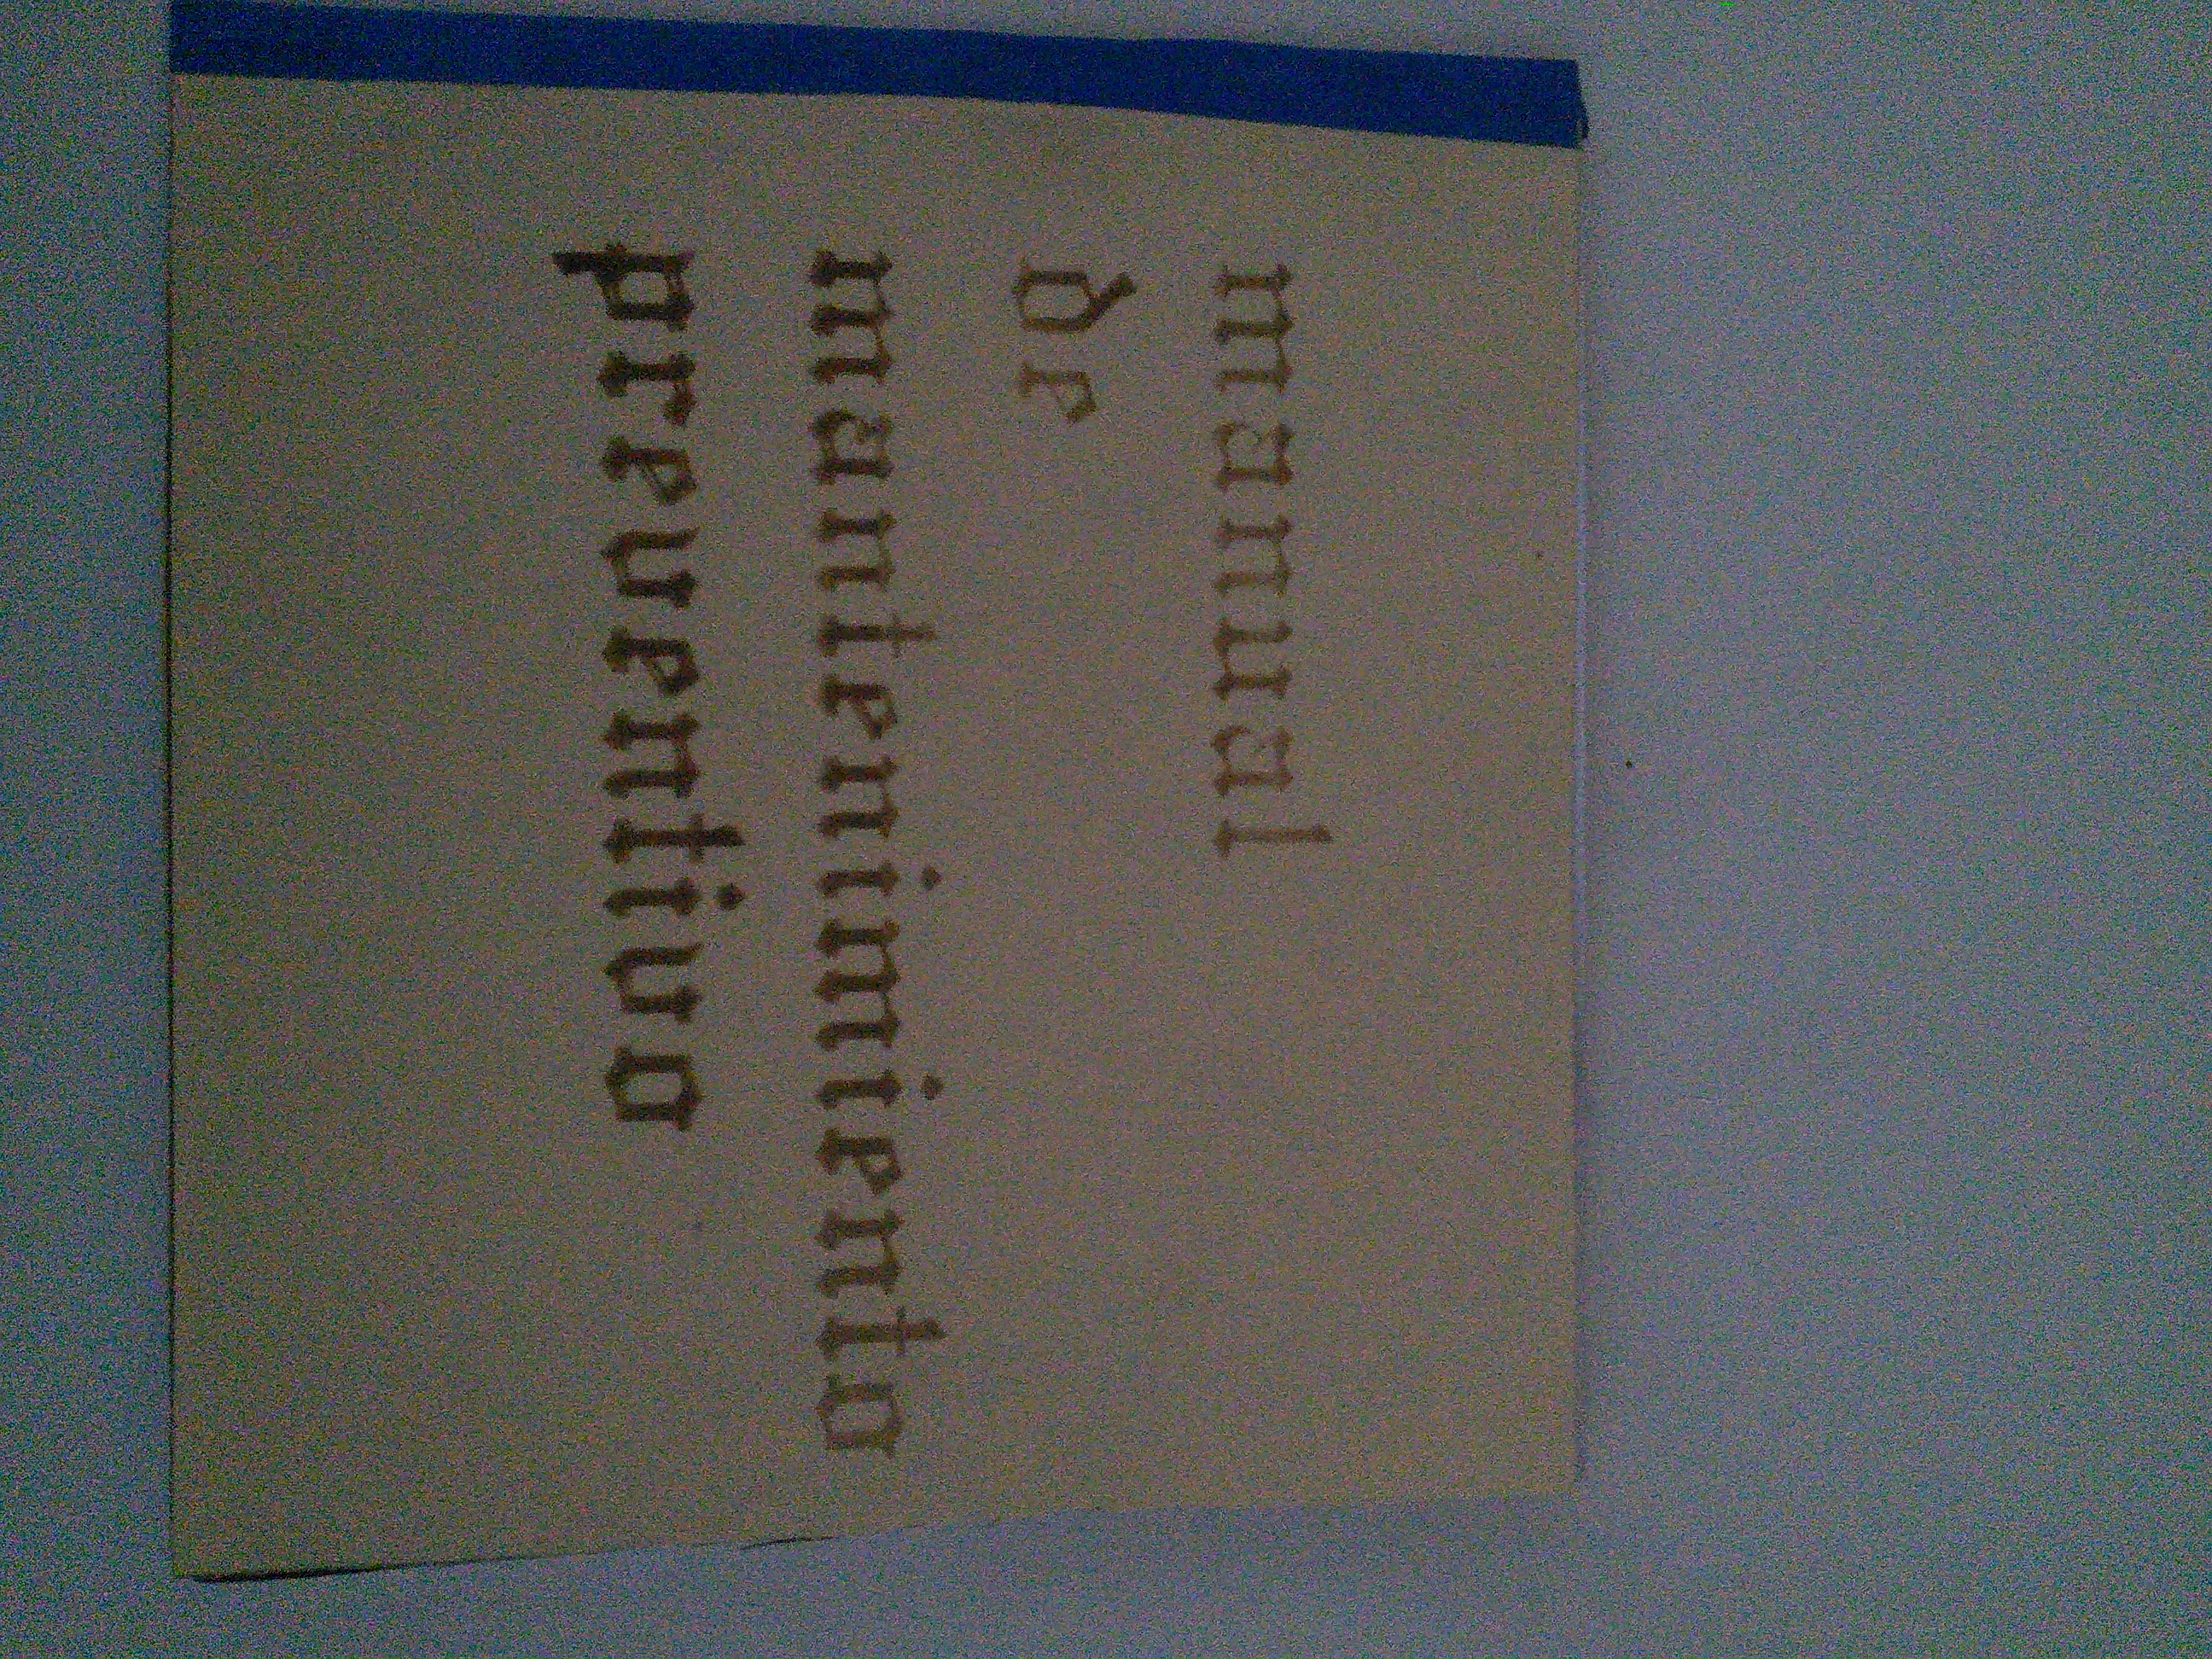 manual
de
mantenimiento
preventivo